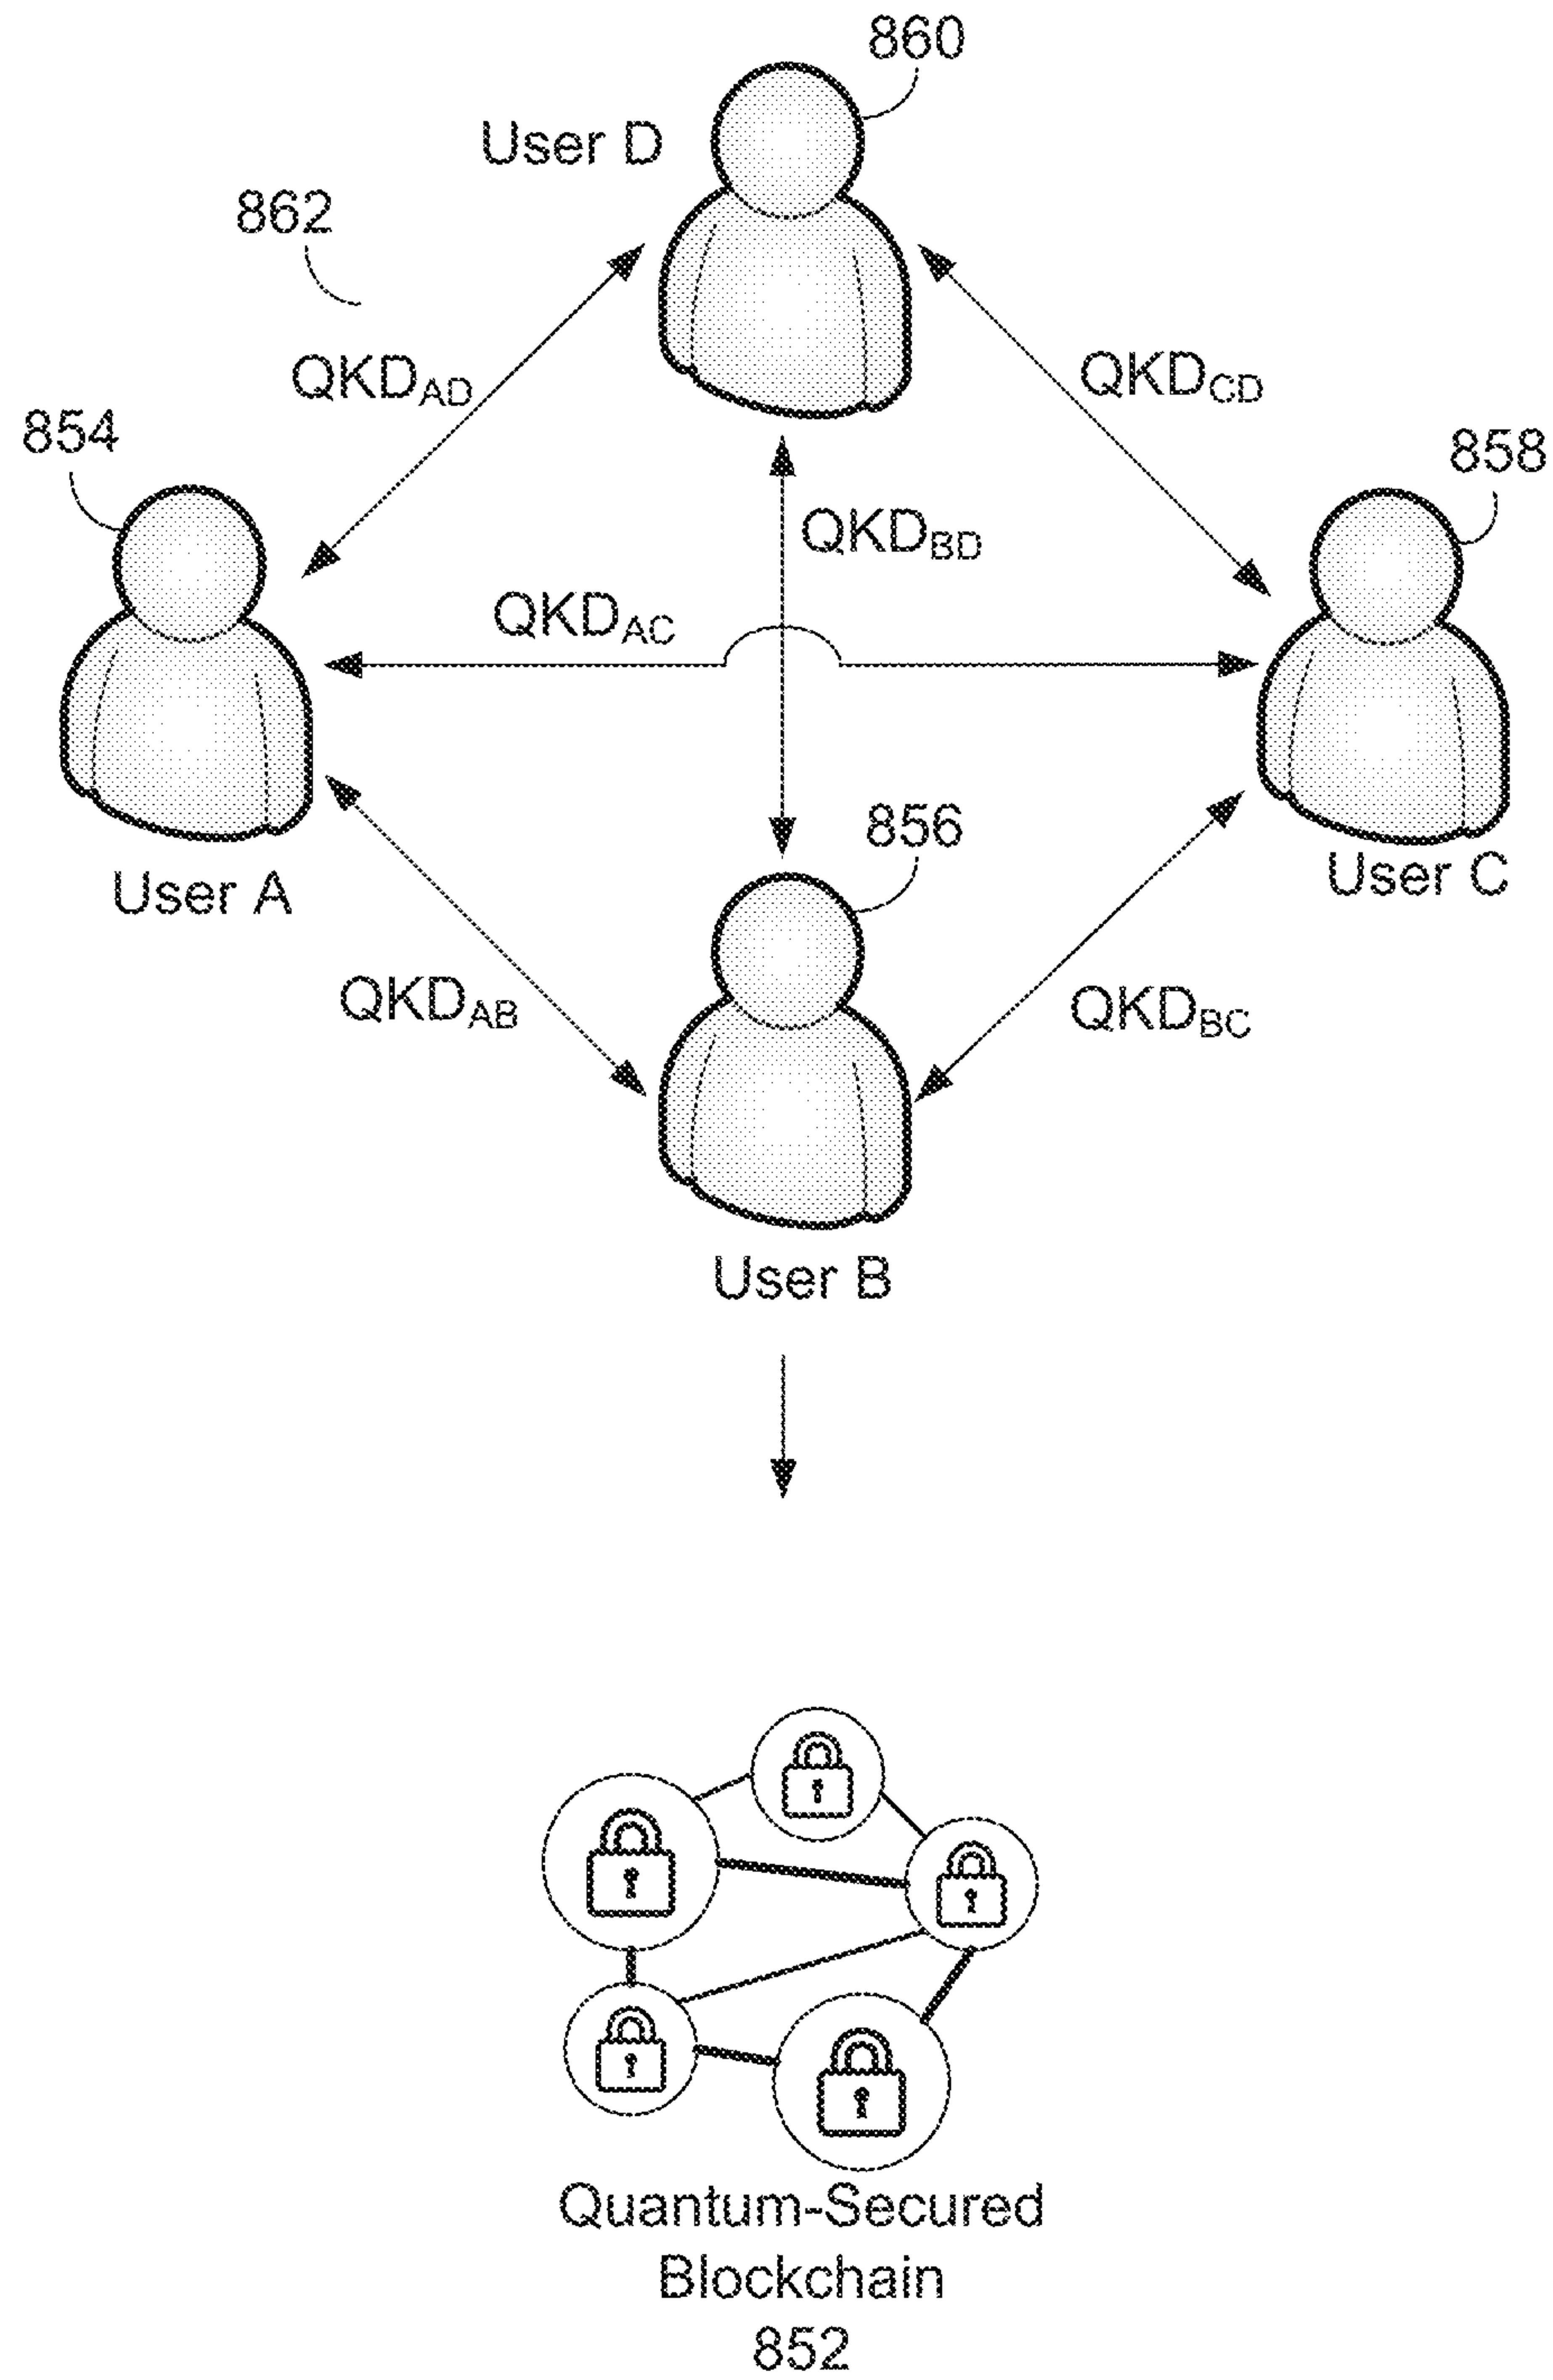 860
User D
862
QKDAD
QKDCD
854
858
QKDBD
QKDAC
856
User A
User C
QKDAB
QKDBC
User B
Quantum-Secured
Blockchain
852